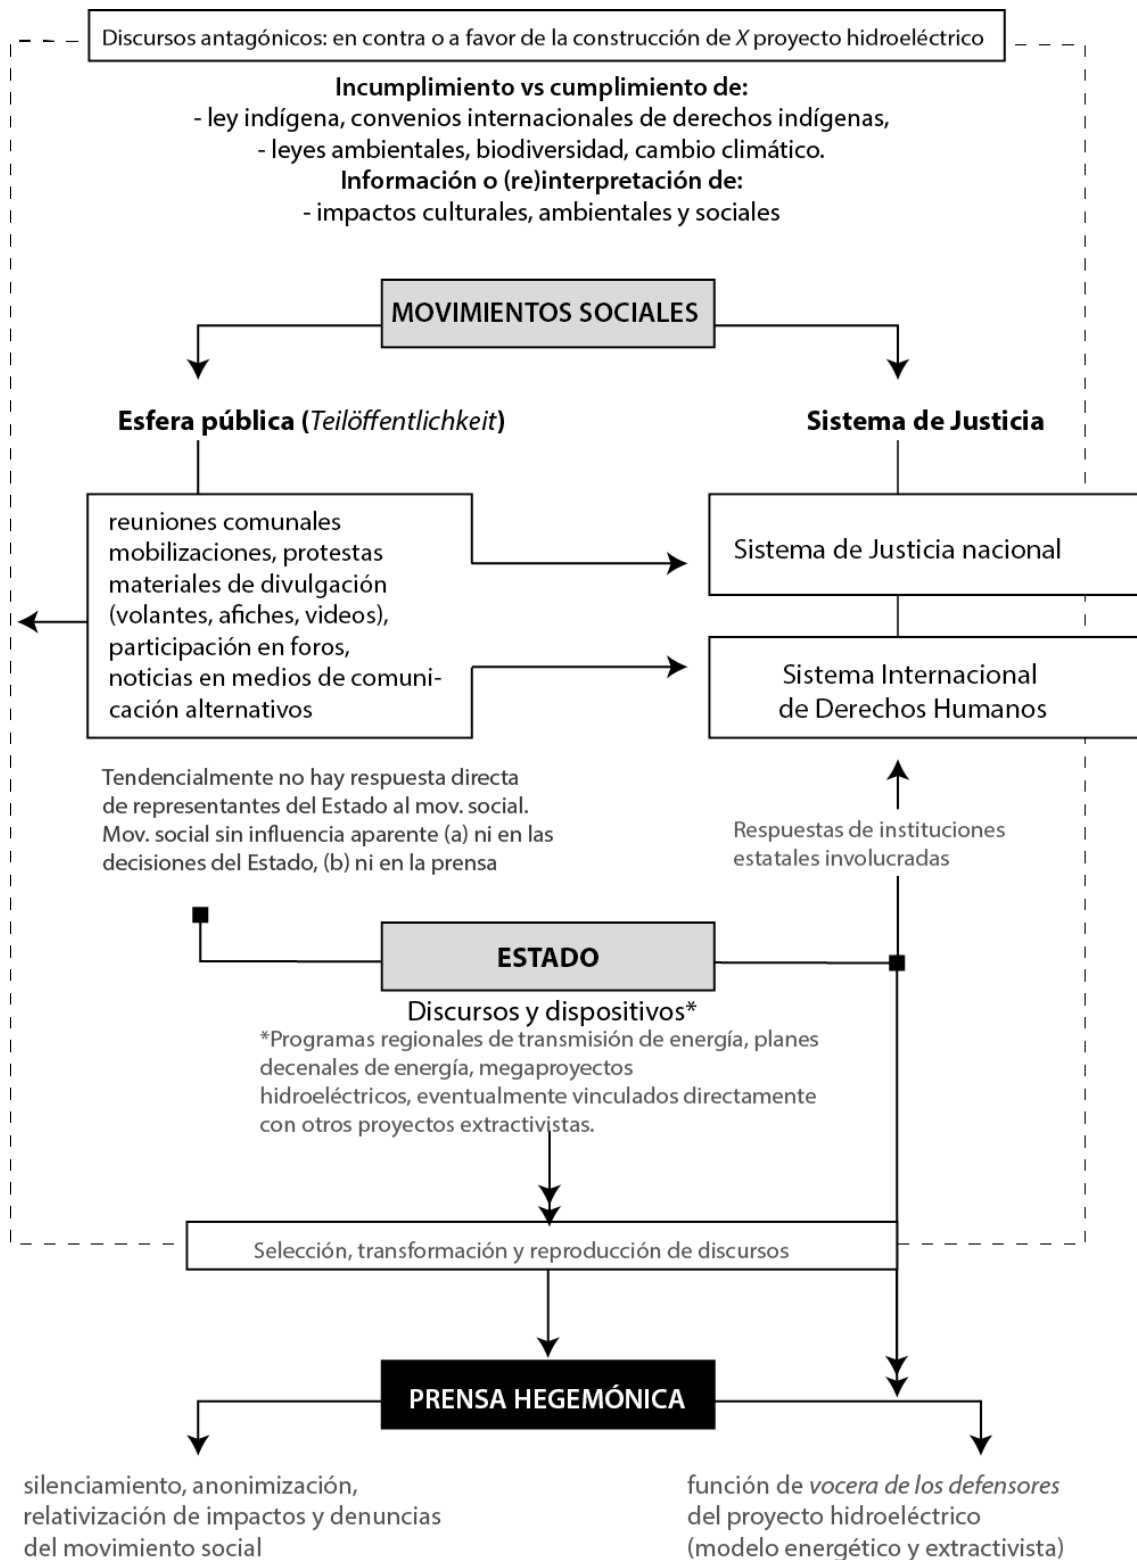 Discursos antagónicos: en contra o a favor de la construcción de X proyecto hidroeléctrico
Incumplimiento vs cumplimiento de:
- ley indígena, convenios internacionales de derechos indígenas,
- leyes ambientales, biodiversidad, cambio climático.
Información o (re)interpretación de:
- impactos culturales, ambientales y sociales
MOVIMIENTOS SOCIALES
Esfera pública (Teilöffentlichkeit)
Sistema de Justicia
reuniones comunales
mobilizaciones, protestas
materiales de divulgación
(volantes, afiches, videos),
participación en foros,
noticias en medios de comuni-
cación alternativos
Sistema de Justicia nacional
Sistema Internacional
de Derechos Humanos
Tendencialmente no hay respuesta directa
de representantes del Estado al mov. social.
Mov. social sin influencia aparente (a) ni en las
decisiones del Estado, (b) ni en la prensa
Respuestas de instituciones
estatales involucradas
ESTADO
Discursos y dispositivos*
*Programas regionales de transmisión de energía, planes
decenales de energía, megaproyectos
hidroeléctricos, eventualmente vinculados directamente
con otros proyectos extractivistas.
Selección, transformación y reproducción de discursos
PRENSA HEGEMÓNICA
silenciamiento, anonimización,
relativización de impactos y denuncias
del movimiento social
función de vocera de los defensores
del proyecto hidroeléctrico
(modelo energético y extractivista)